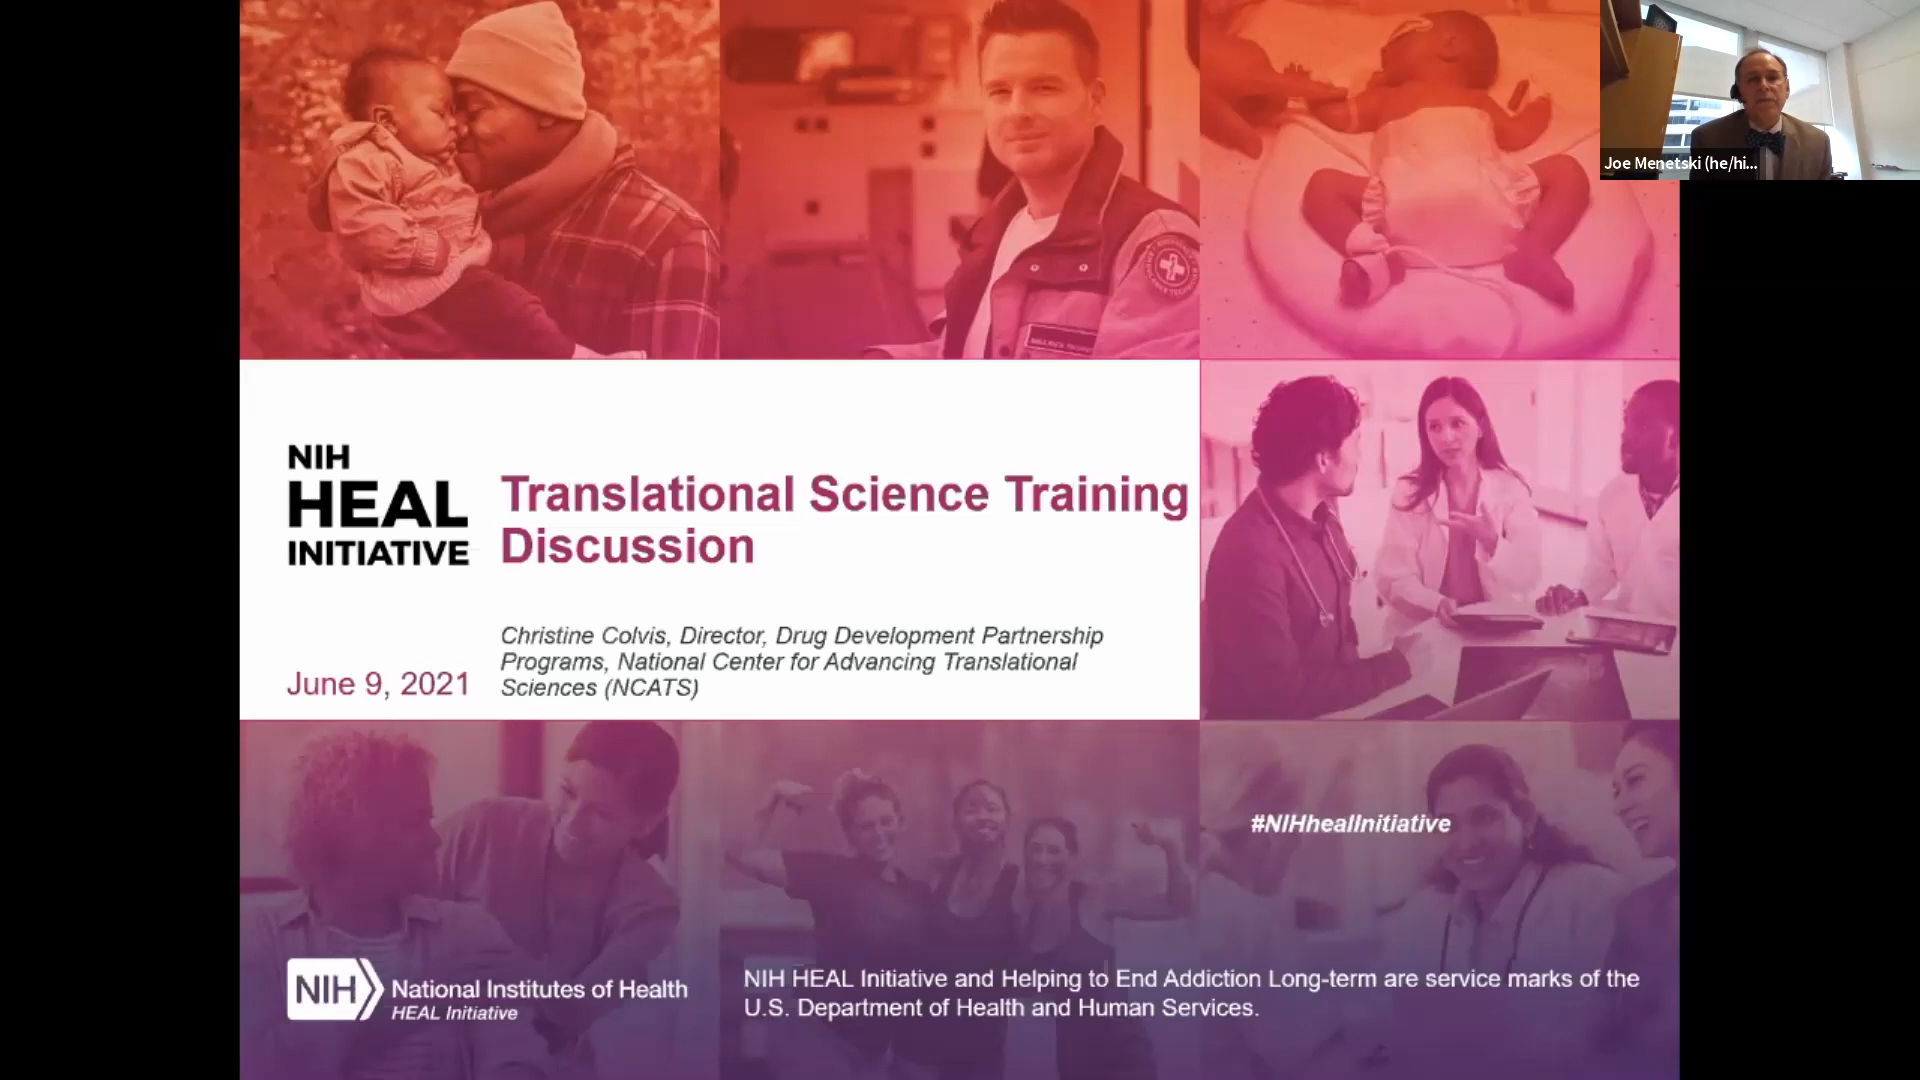 Joe Menetski (he/hi...
NIH
HEAL
INITIATIVE
Translational Science Training
Discussion
June 9, 2021
Christine Colvis, Director, Drug Development Partnership
Programs, National Center for Advancing Translational
Sciences (NCATS)
#NIHhealInitiative
NIH
National Institutes of Health
HEAL Initiative
NIH HEAL Initiative and Helping to End Addiction Long-term are service marks of the
U.S. Department of Health and Human Services.